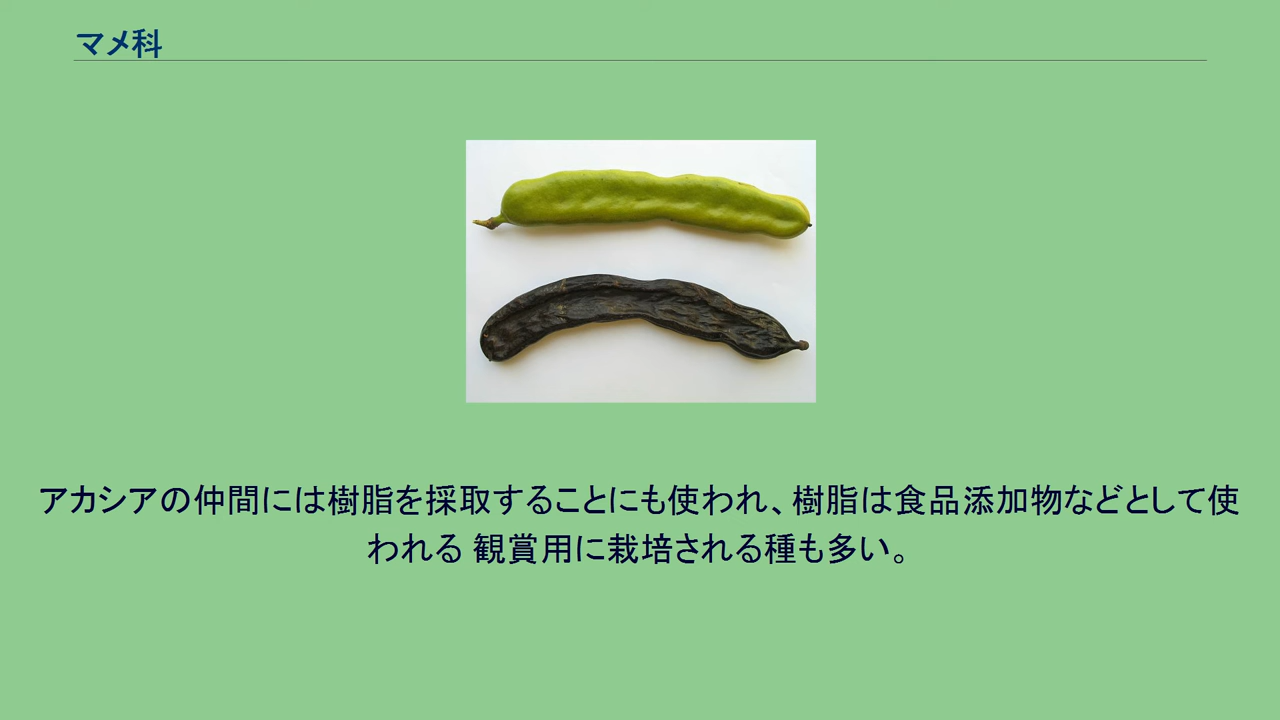 マメ科
アカシアの仲間には樹脂を採取することにも使われ、樹脂は食品添加物などとして使
われる 観賞用に栽培される種も多い。